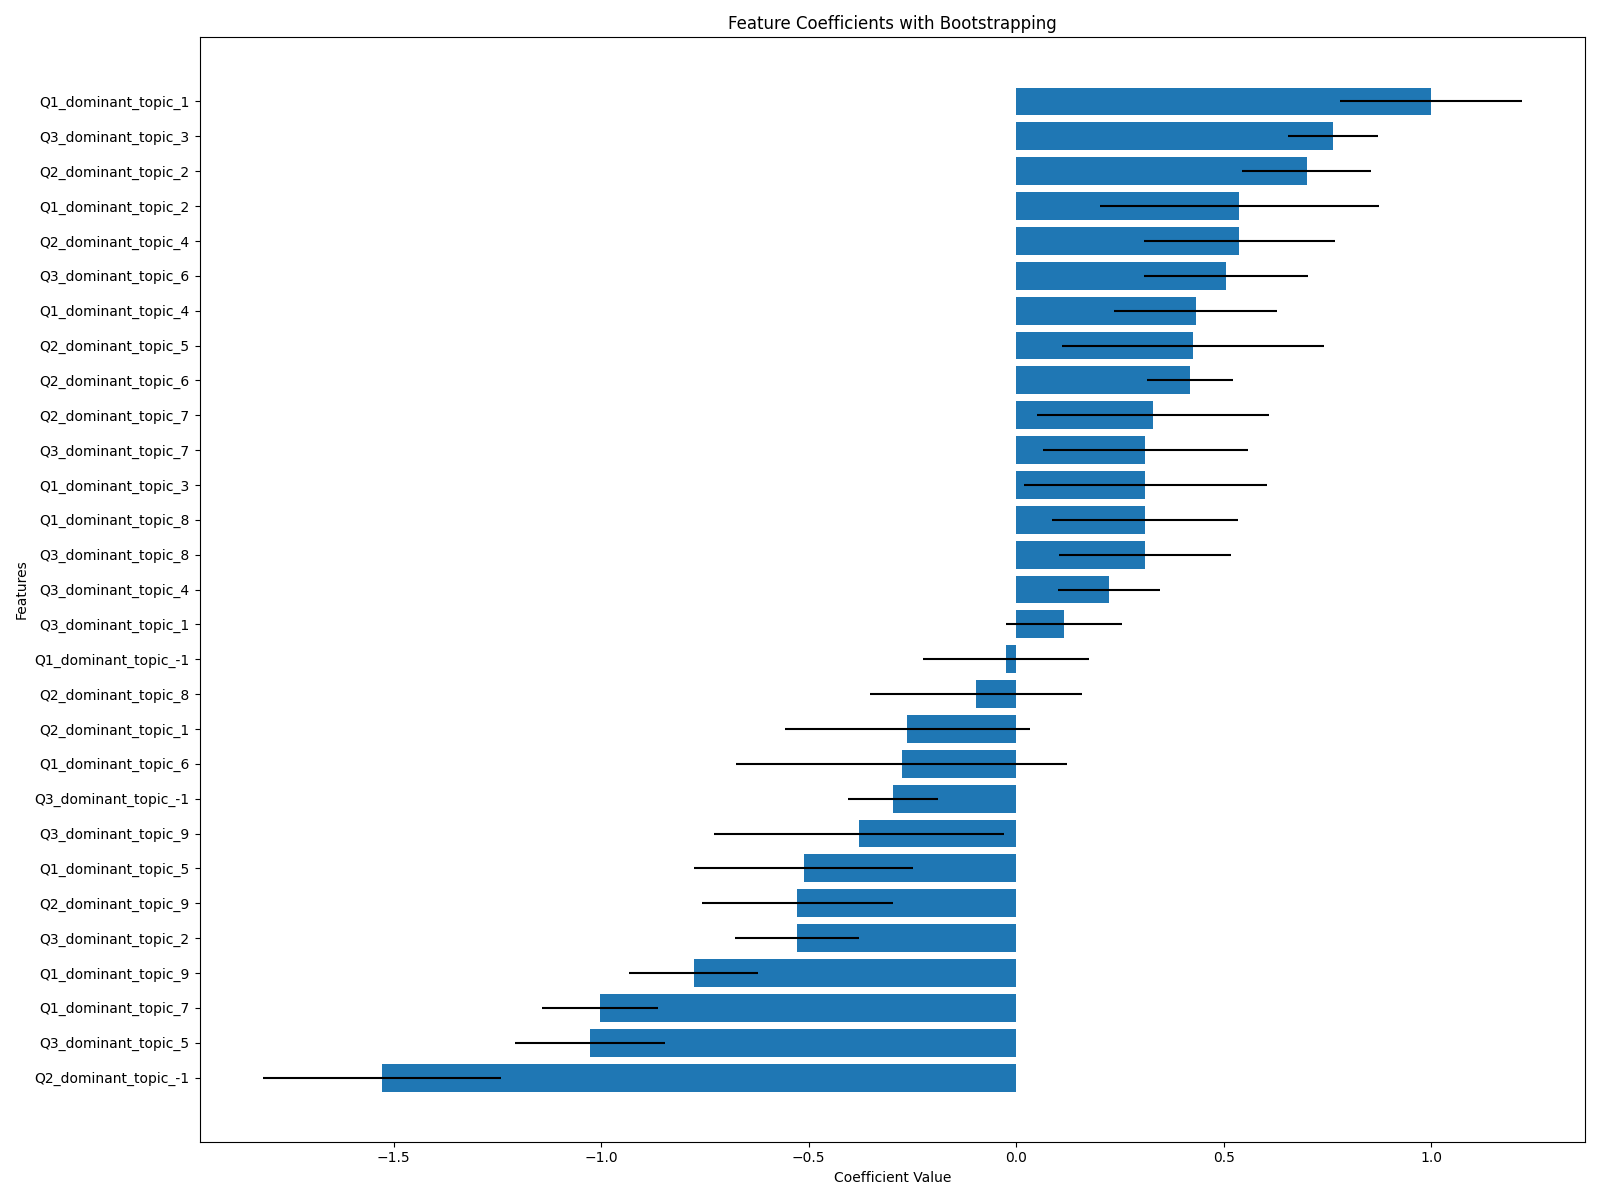 Feature Coefficients with Bootstrapping
Q1_dominant_topic_1
Q3_dominant_topic_3
Q2_dominant_topic_2
Q1_dominant_topic_2
Q2_dominant_topic_4
Q3_dominant_topic_6
Q1_dominant_topic_4
Q2_dominant_topic_5
Q2_dominant_topic_6
Q2_dominant_topic_7
Q3_dominant_topic_7
Q1_dominant_topic_3
Q1_dominant_topic_8
Q3_dominant_topic_8
Q3_dominant_topic_4
Q3_dominant_topic_1
Q1_dominant_topic_-1
Q2_dominant_topic_8
Q2_dominant_topic_1
Q1_dominant_topic_6
Q3_dominant_topic_-1
Q3_dominant_topic_9
Q1_dominant_topic_5
Q2_dominant_topic_9
Q3_dominant_topic_2
Q1_dominant_topic_9
Q1_dominant_topic_7
Q3_dominant_topic_5
Q2_dominant_topic_-1
Features
−1.5 −1.0 −0.5 0.0 0.5 1.0
Coefficient Value